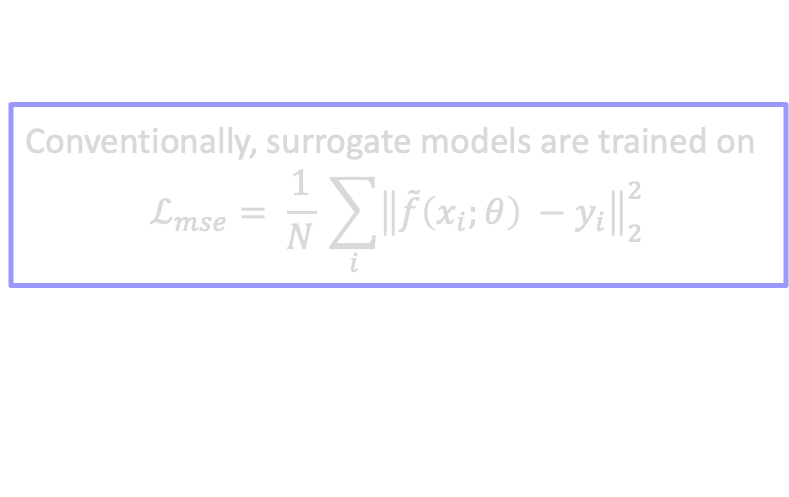 Conventionally, surrogate models are trained on
ℒ_mse = 1/N ∑_i ‖f̃(x_i; θ) − y_i‖_2^2